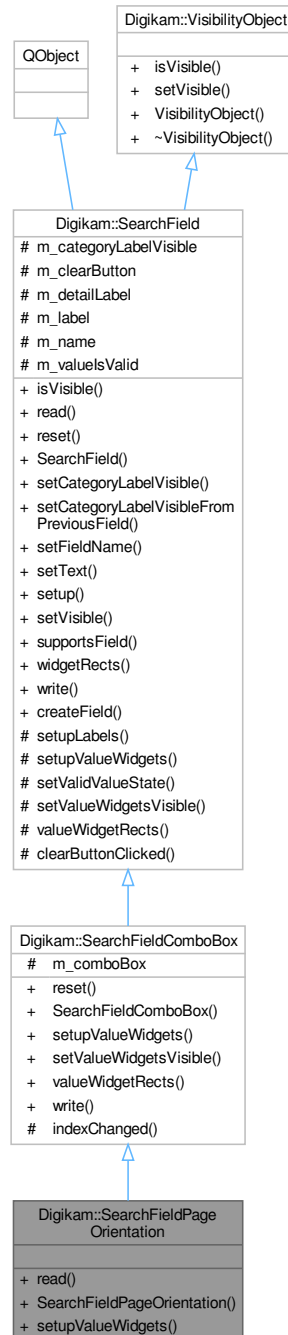 Digikam::VisibilityObject
+ isVisible()
+ setVisible()
+ VisibilityObject()
+ ~VisibilityObject()
QObject
Digikam::SearchField
# m_categoryLabelVisible
# m_clearButton
# m_detailLabel
# m_label
# m_name
# m_valueIsValid
+ isVisible()
+ read()
+ reset()
+ SearchField()
+ setCategoryLabelVisible()
+ setCategoryLabelVisibleFrom
PreviousField()
+ setFieldName()
+ setText()
+ setup()
+ setVisible()
+ supportsField()
+ widgetRects()
+ write()
+ createField()
# setupLabels()
# setupValueWidgets()
# setValidValueState()
# setValueWidgetsVisible()
# valueWidgetRects()
# clearButtonClicked()
Digikam::SearchFieldComboBox
# m_comboBox
+ reset()
+ SearchFieldComboBox()
+ setupValueWidgets()
+ setValueWidgetsVisible()
+ valueWidgetRects()
+ write()
# indexChanged()
Digikam::SearchFieldPage
Orientation
+ read()
+ SearchFieldPageOrientation()
+ setupValueWidgets()